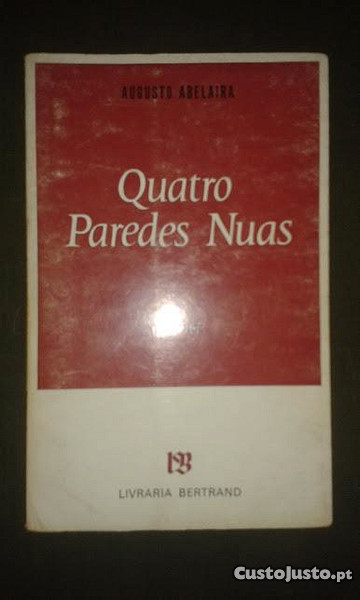 AUGUSTO ABELAIRA
Quatro
Paredes Nuas
LIVRARIA BERTRAND
CustoJusto.pt